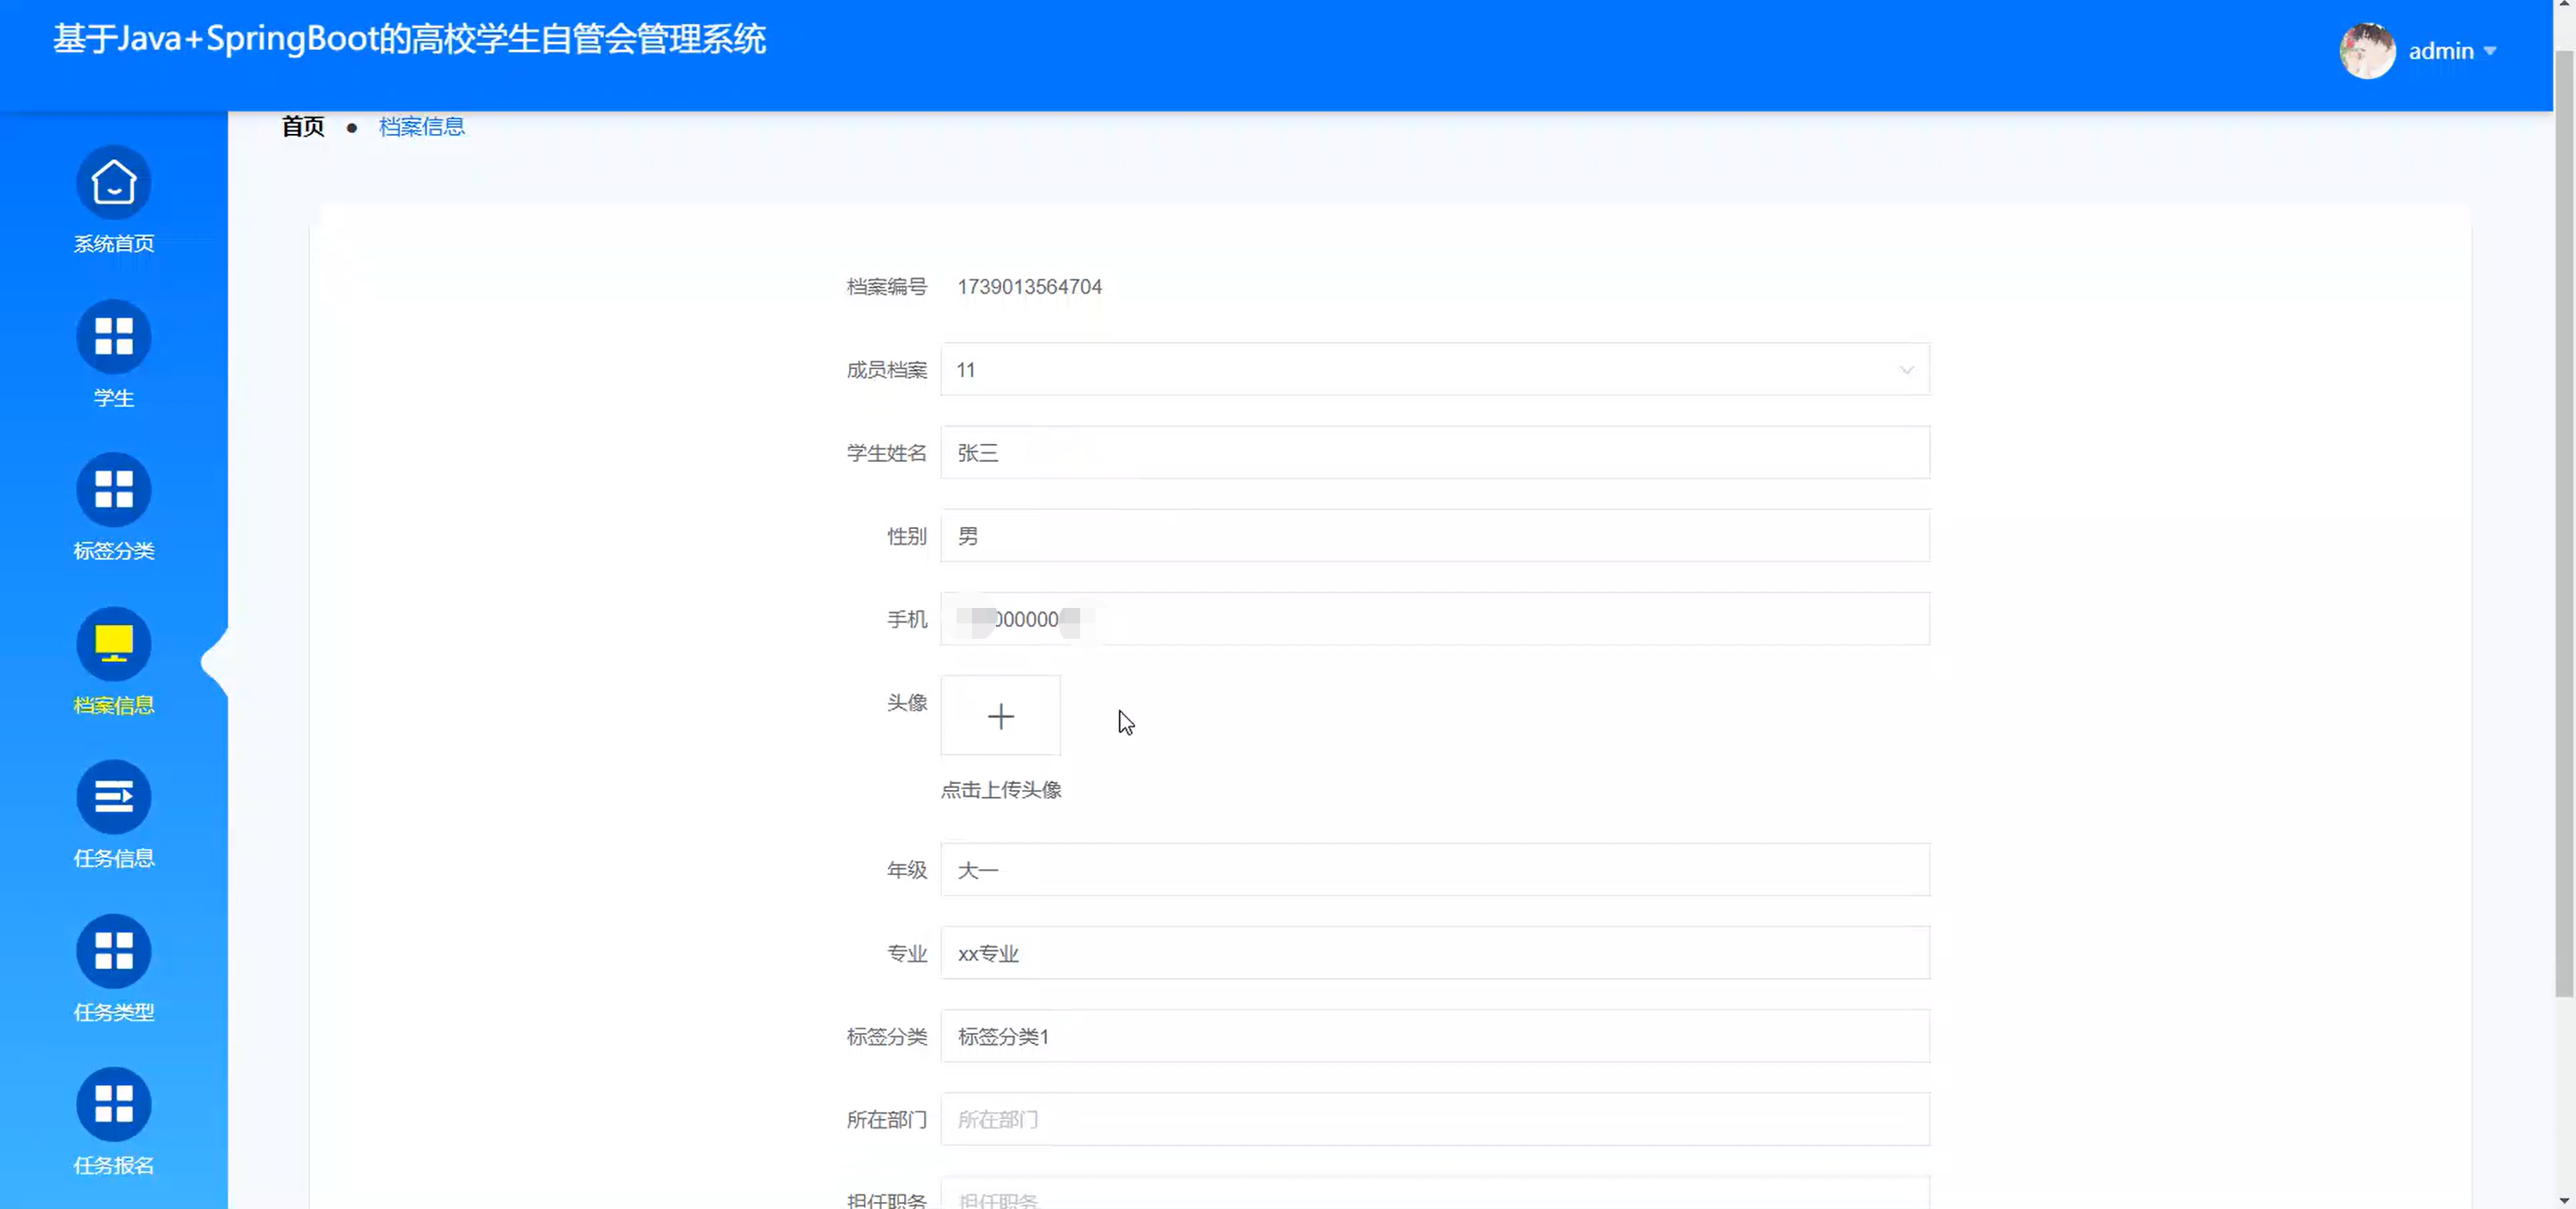 基于Java+SpringBoot的高校学生自管会管理系统
admin
首页 ● 档案信息
系统首页
学生
标签分类
档案信息
任务信息
任务类型
任务报名
档案编号 1739013564704
成员档案 11
学生姓名 张三
性别 男
手机 000000
头像
点击上传头像
年级 大一
专业 xx专业
标签分类 标签分类1
所在部门 所在部门
担任职务 担任职务